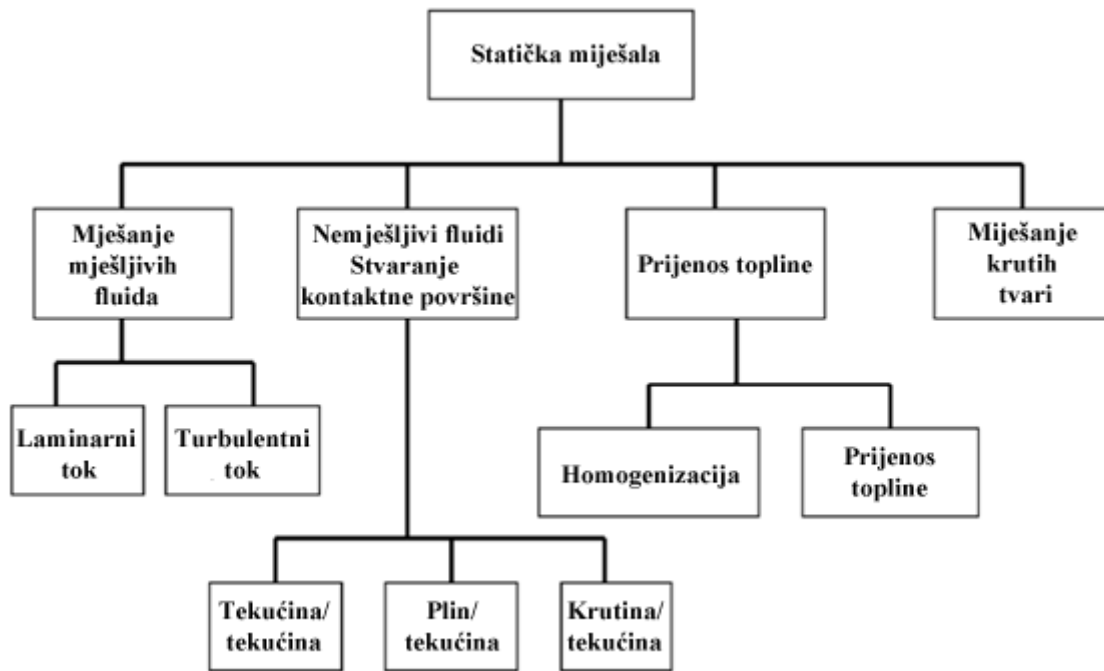 Statička miješala
Mješanje
mješljivih
fluida
Nemješljivi fluidi
Stvaranje
kontaktne površine
Prijenos topline
Miješanje
krutih
tvari
Laminarni
tok
Turbulentni
tok
Homogenizacija
Prijenos
topline
Tekućina/
tekućina
Plin/
tekućina
Krutina/
tekućina